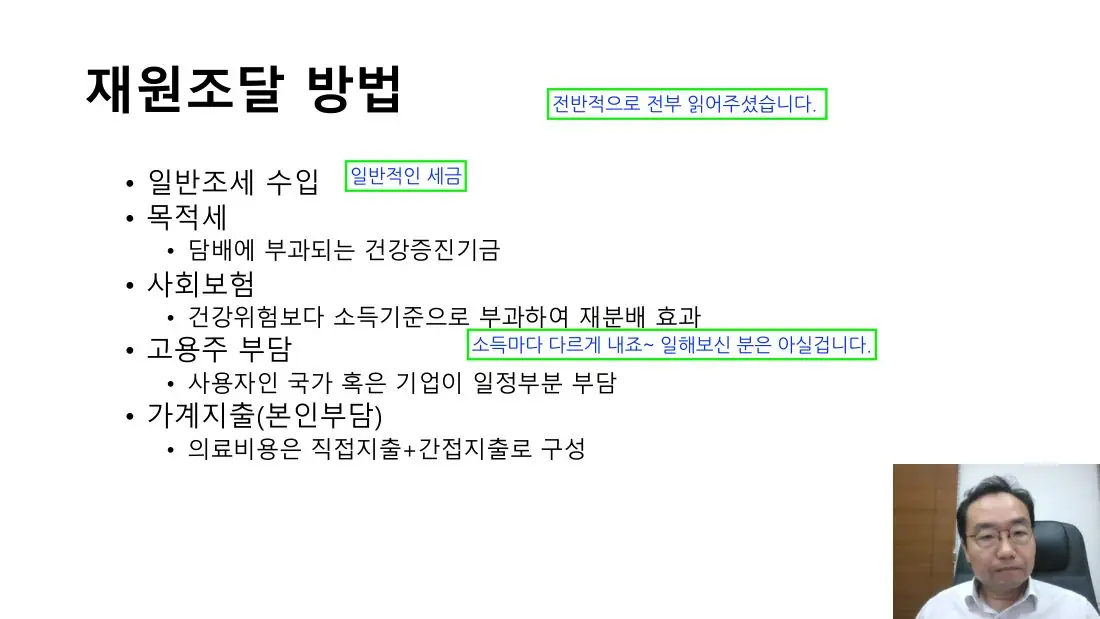 재원조달 방법
전반적으로 전부 읽어주셨습니다.
• 일반조세 수입 일반적인 세금
• 목적세
• 담배에 부과되는 건강증진기금
• 사회보험
• 건강위험보다 소득기준으로 부과하여 재분배 효과
소득마다 다르게 내죠~ 일해보신 분은 아실겁니다.
• 고용주 부담
• 사용자인 국가 혹은 기업이 일정부분 부담
• 가계지출(본인부담)
• 의료비용은 직접지출+간접지출로 구성